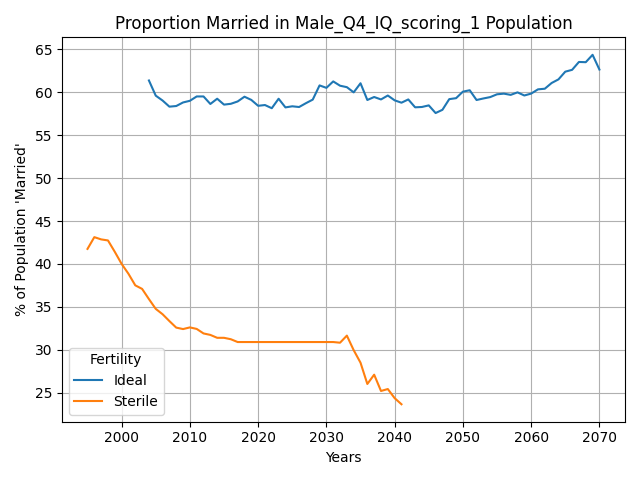 Proportion Married in Male_Q4_IQ_scoring_1 Population
% of Population 'Married'
65
60
55
50
45
40
35
30
25
Fertility
Ideal
Sterile
2000 2010 2020 2030 2040 2050 2060 2070
Years